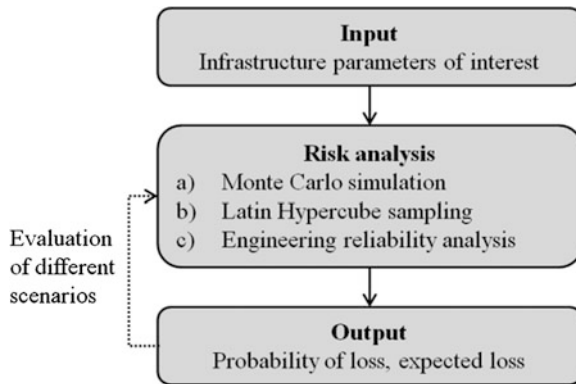 Input
Infrastructure parameters of interest
Risk analysis
a) Monte Carlo simulation
b) Latin Hypercube sampling
c) Engineering reliability analysis
Evaluation
of different
scenarios
Output
Probability of loss, expected loss